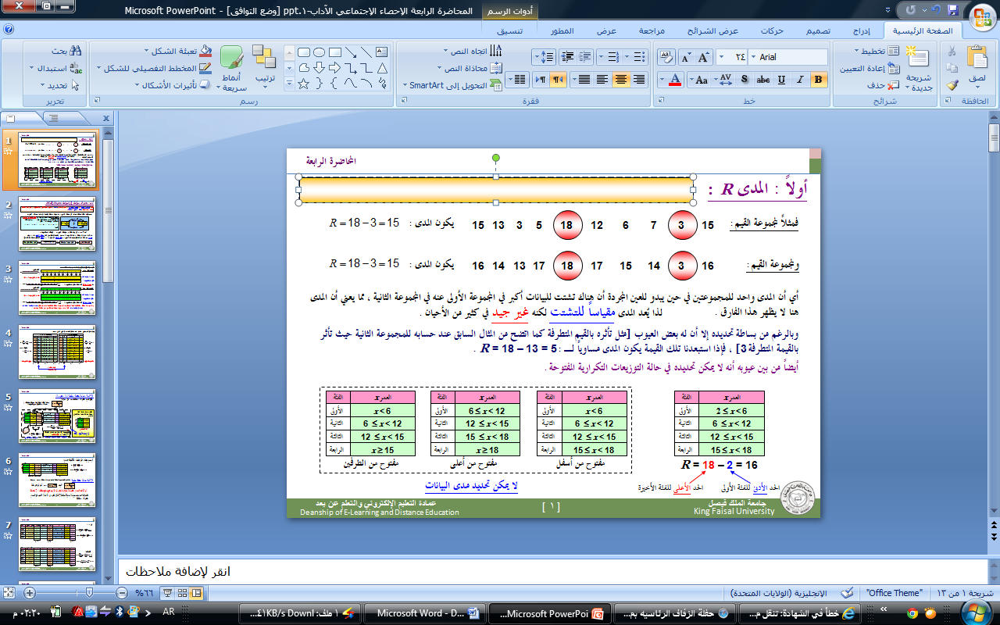 المحاضرة الرابعة الإحصاء الإجتماعي الآداب-١.ppt [وضع التوافق] - Microsoft PowerPoint
أدوات الرسم
الصفحة الرئيسية إدراج تصميم حركات عرض الشرائح مراجعة عرض المطور تنسيق
لصق
الحافظة
شريحة جديدة
تخطيط
إعادة التعيين
حذف
شرائح
Arial ٢٤
B I U abc S AV Aa A
خط
اتجاه النص
محاذاة النص
التحويل إلى SmartArt
فقرة
ترتيب
أنماط سريعة
تعبئة الشكل
المخطط التفصيلي للشكل
تأثيرات الأشكال
رسم
بحث
استبدال
تحديد
تحرير
1
2
3
4
5
6
7
المحاضرة الرابعة
أولاً : المدى R :
فمثلاً لمجموعة القيم : 15 3 7 6 12 18 5 3 13 15 يكون المدى : R = 18 − 3 = 15
ولمجموعة القيم : 16 3 14 15 17 18 17 13 14 16 يكون المدى : R = 18 − 3 = 15
أي أن المدى واحد للمجموعتين في حين يبدو للعين المجردة أن هناك تشتت للبيانات أكبر في المجموعة الأولى عنه في المجموعة الثانية ، مما يعني أن المدى
هنا لا يظهر هذا الفارق . لذا يُعد المدى مقياساً للتشتت لكنه غير جيد في كثير من الأحيان .
وبالرغم من بساطة تحديده إلا أن له بعض العيوب [مثل تأثره بالقيم المتطرفة كما اتضح من المثال السابق عند حسابه للمجموعة الثانية حيث تأثر
بالقيمة المتطرفة 3] ، فإذا استبعدنا تلك القيمة يكون المدى مساوياً لـــ : R = 18 – 13 = 5 .
أيضاً من بين عيوبه أنه لا يمكن تحديده في حالة التوزيعات التكرارية المفتوحة .
العمر x الفئة
2 ≤ x < 6 الأولى
6 ≤ x < 12 الثانية
12 ≤ x < 15 الثالثة
15 ≤ x < 18 الرابعة
R = 18 – 2 = 16
الحد الأدنى للفئة الأولى
الحد الأعلى للفئة الأخيرة
العمر x الفئة
x < 6 الأولى
6 ≤ x < 12 الثانية
12 ≤ x < 15 الثالثة
15 ≤ x < 18 الرابعة
مفتوح من أسفل
العمر x الفئة
6 ≤ x < 12 الأولى
12 ≤ x < 15 الثانية
15 ≤ x < 18 الثالثة
x ≥ 18 الرابعة
مفتوح من أعلى
العمر x الفئة
x < 6 الأولى
6 ≤ x < 12 الثانية
12 ≤ x < 15 الثالثة
x ≥ 15 الرابعة
مفتوح من الطرفين
لا يمكن تحديد مدى البيانات
جامعة الملك فيصل
King Faisal University
[ ١ ]
عمادة التعليم الإلكتروني والتعلم عن بعد
Deanship of E-Learning and Distance Education
انقر لإضافة ملاحظات
شريحة ١ من ١٣ "Office Theme" الإنجليزية (الولايات المتحدة) ٦٦%
خطأ في الشهادة: تنقل م...
حفلة الزفاف الرئاسيه بم...
Microsoft PowerPoi...
Microsoft Word - D...
١ ملف: ٤١KB/s Downl...
AR
٠٢:٢٠ م